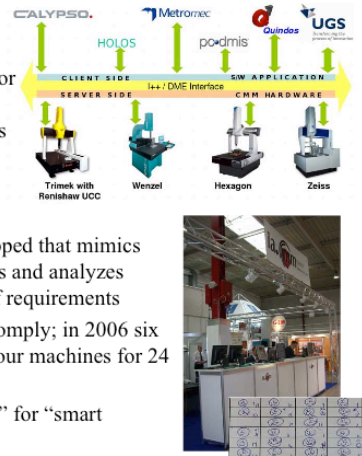 CALYPSO.
Metromec
Quindos
UGS
HOLOS
pc•dmis
or
CLIENT SIDE S/W APPLICATION
I++ / DME Interface
SERVER SIDE CMM HARDWARE
s
Trimek with
Renishaw UCC
Wenzel
Hexagon
Zeiss
oped that mimics
s and analyzes
f requirements
omply; in 2006 six
our machines for 24
” for “smart